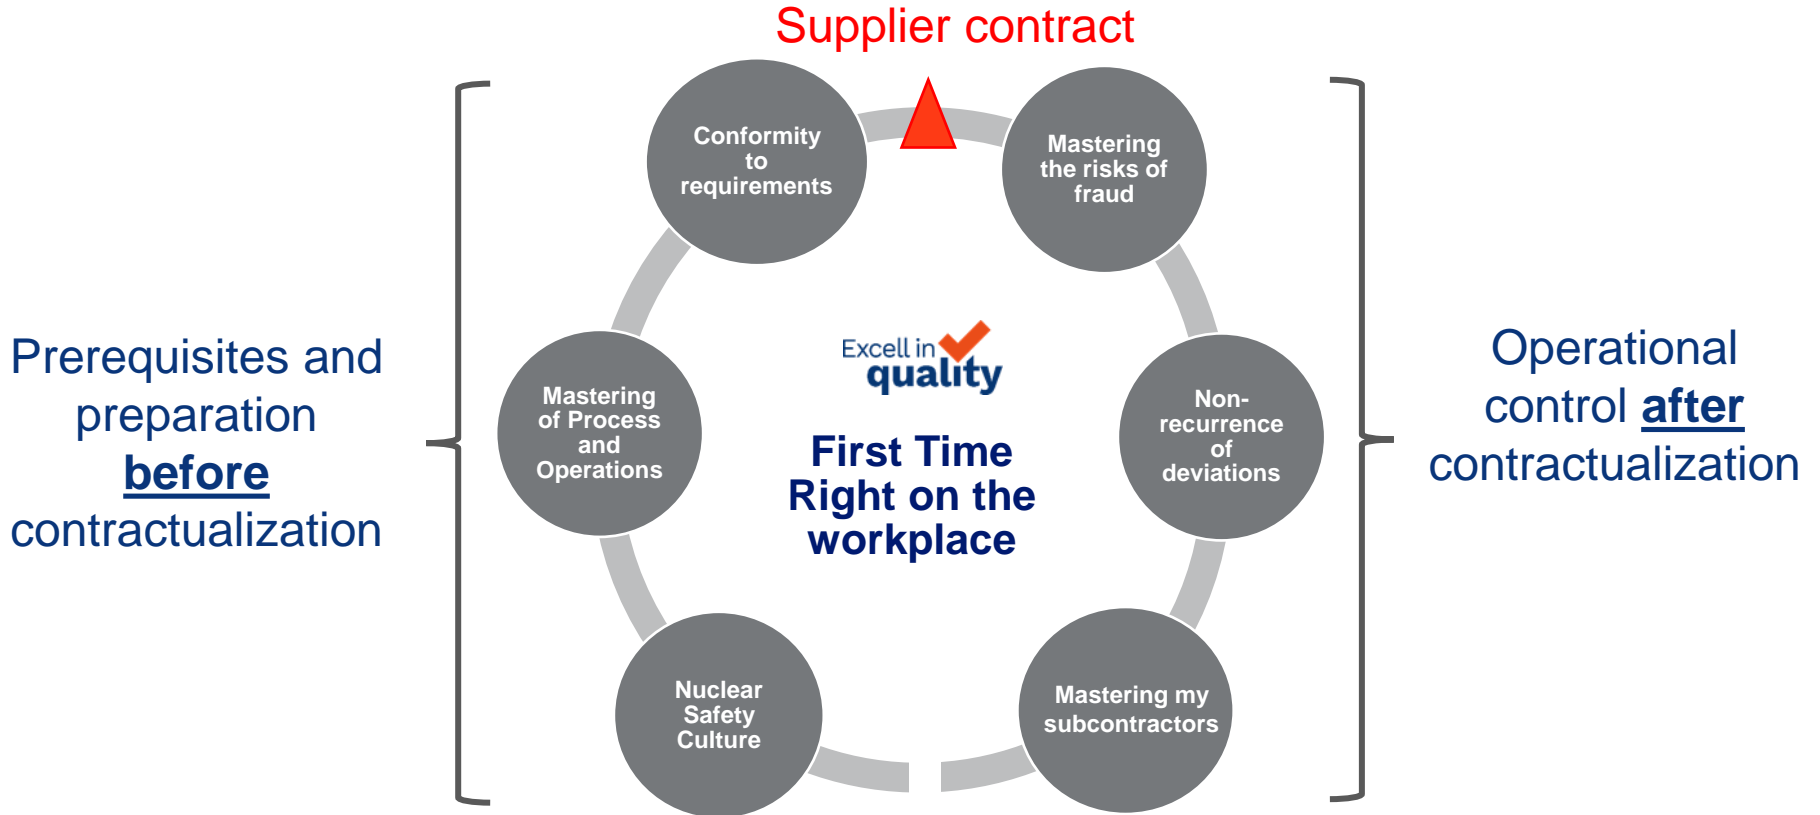 Supplier contract
Conformity
to
requirements
Mastering
the risks of
fraud
Prerequisites and
preparation
before
contractualization
Mastering
of Process
and
Operations
Excell in
quality
First Time
Right on the
workplace
Non-
recurrence
of
deviations
Operational
control after
contractualization
Nuclear
Safety
Culture
Mastering my
subcontractors